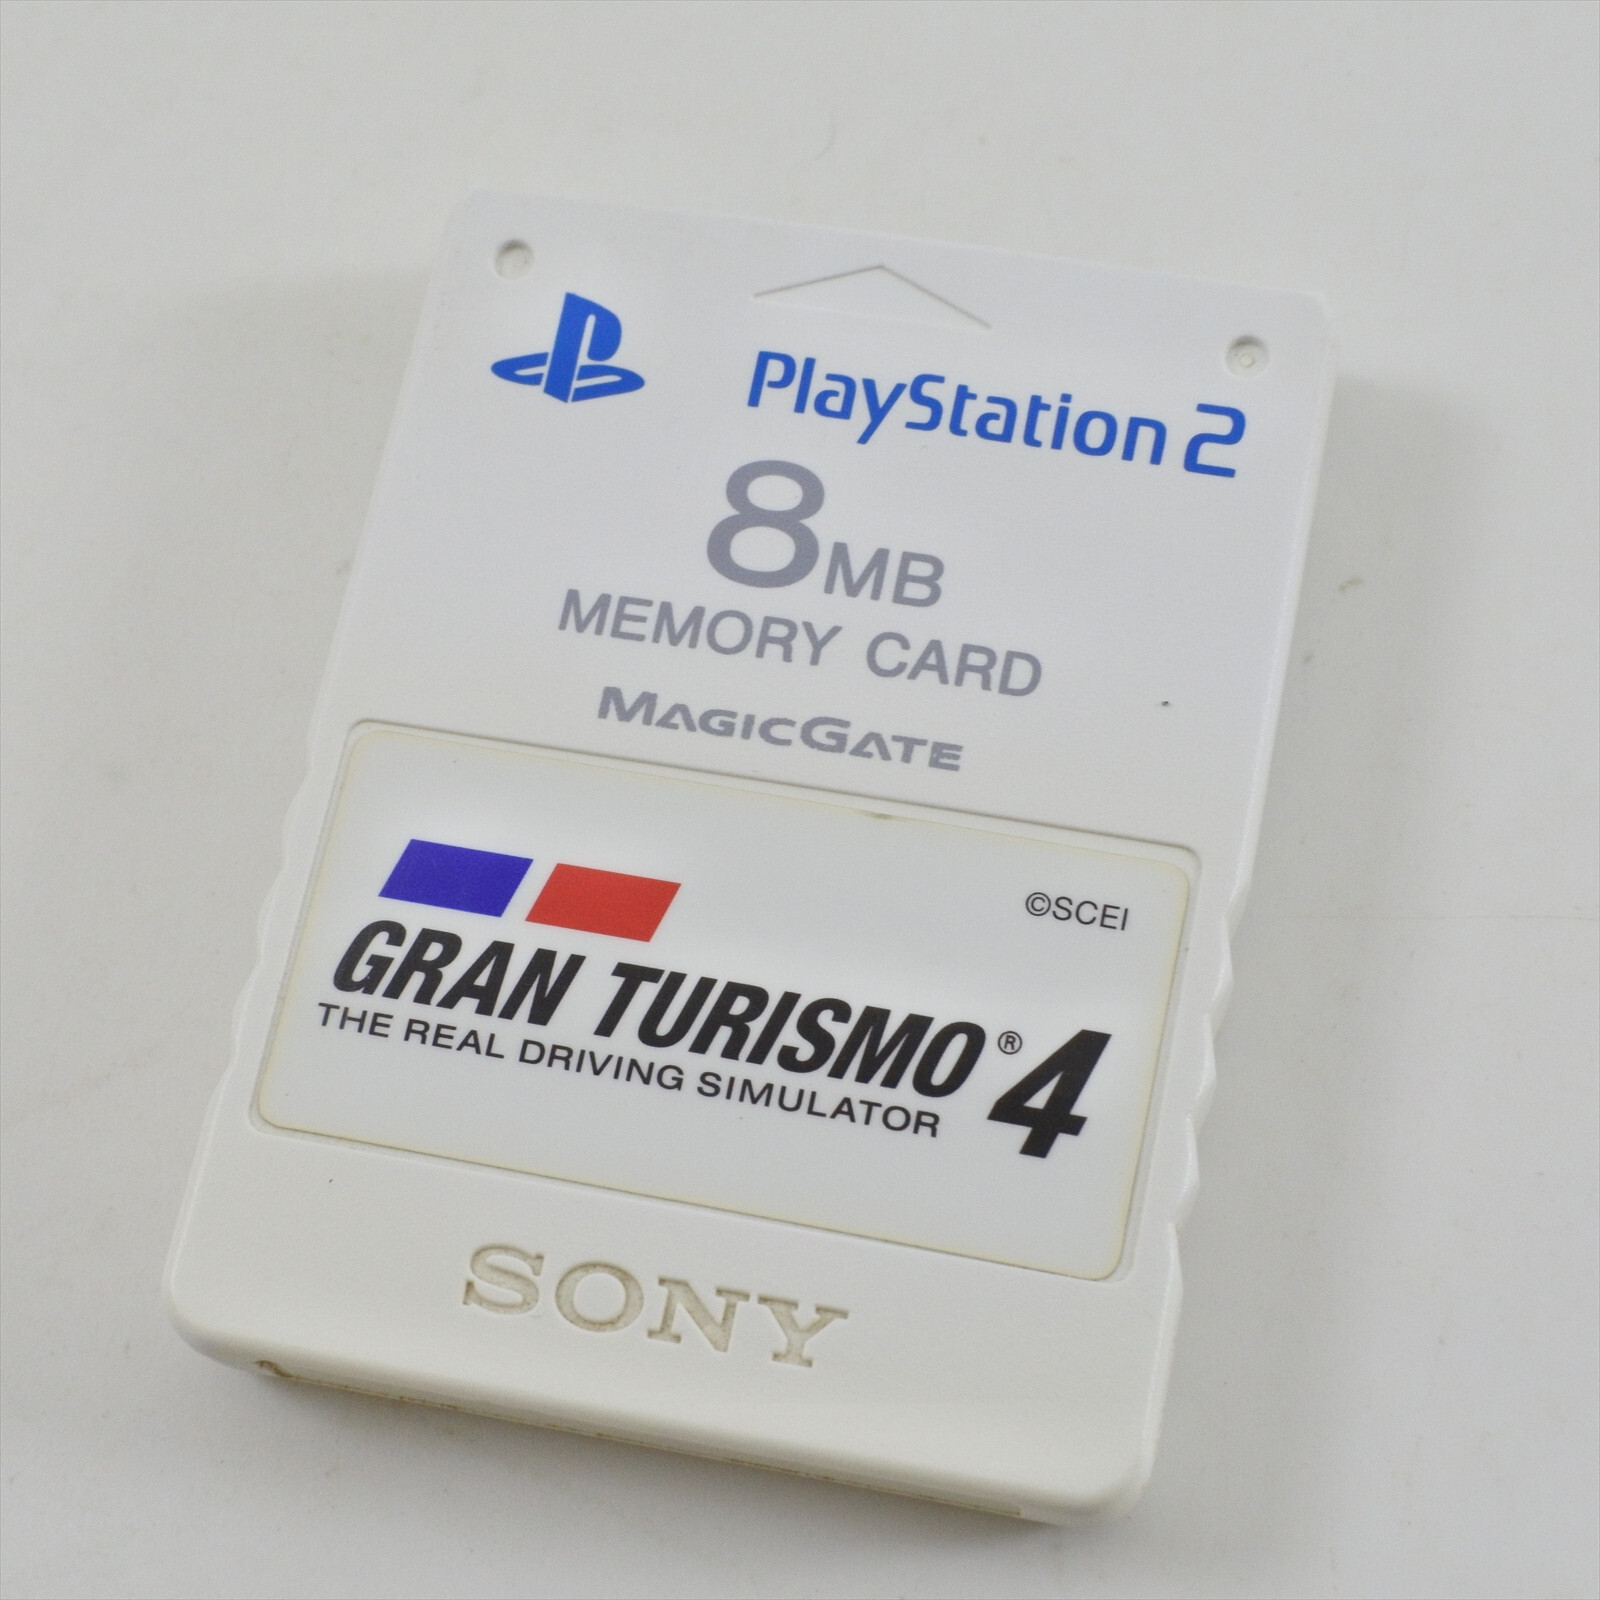 PlayStation 2
8MB
MEMORY CARD
MAGICGATE
©SCEI
GRAN TURISMO® 4
THE REAL DRIVING SIMULATOR
SONY